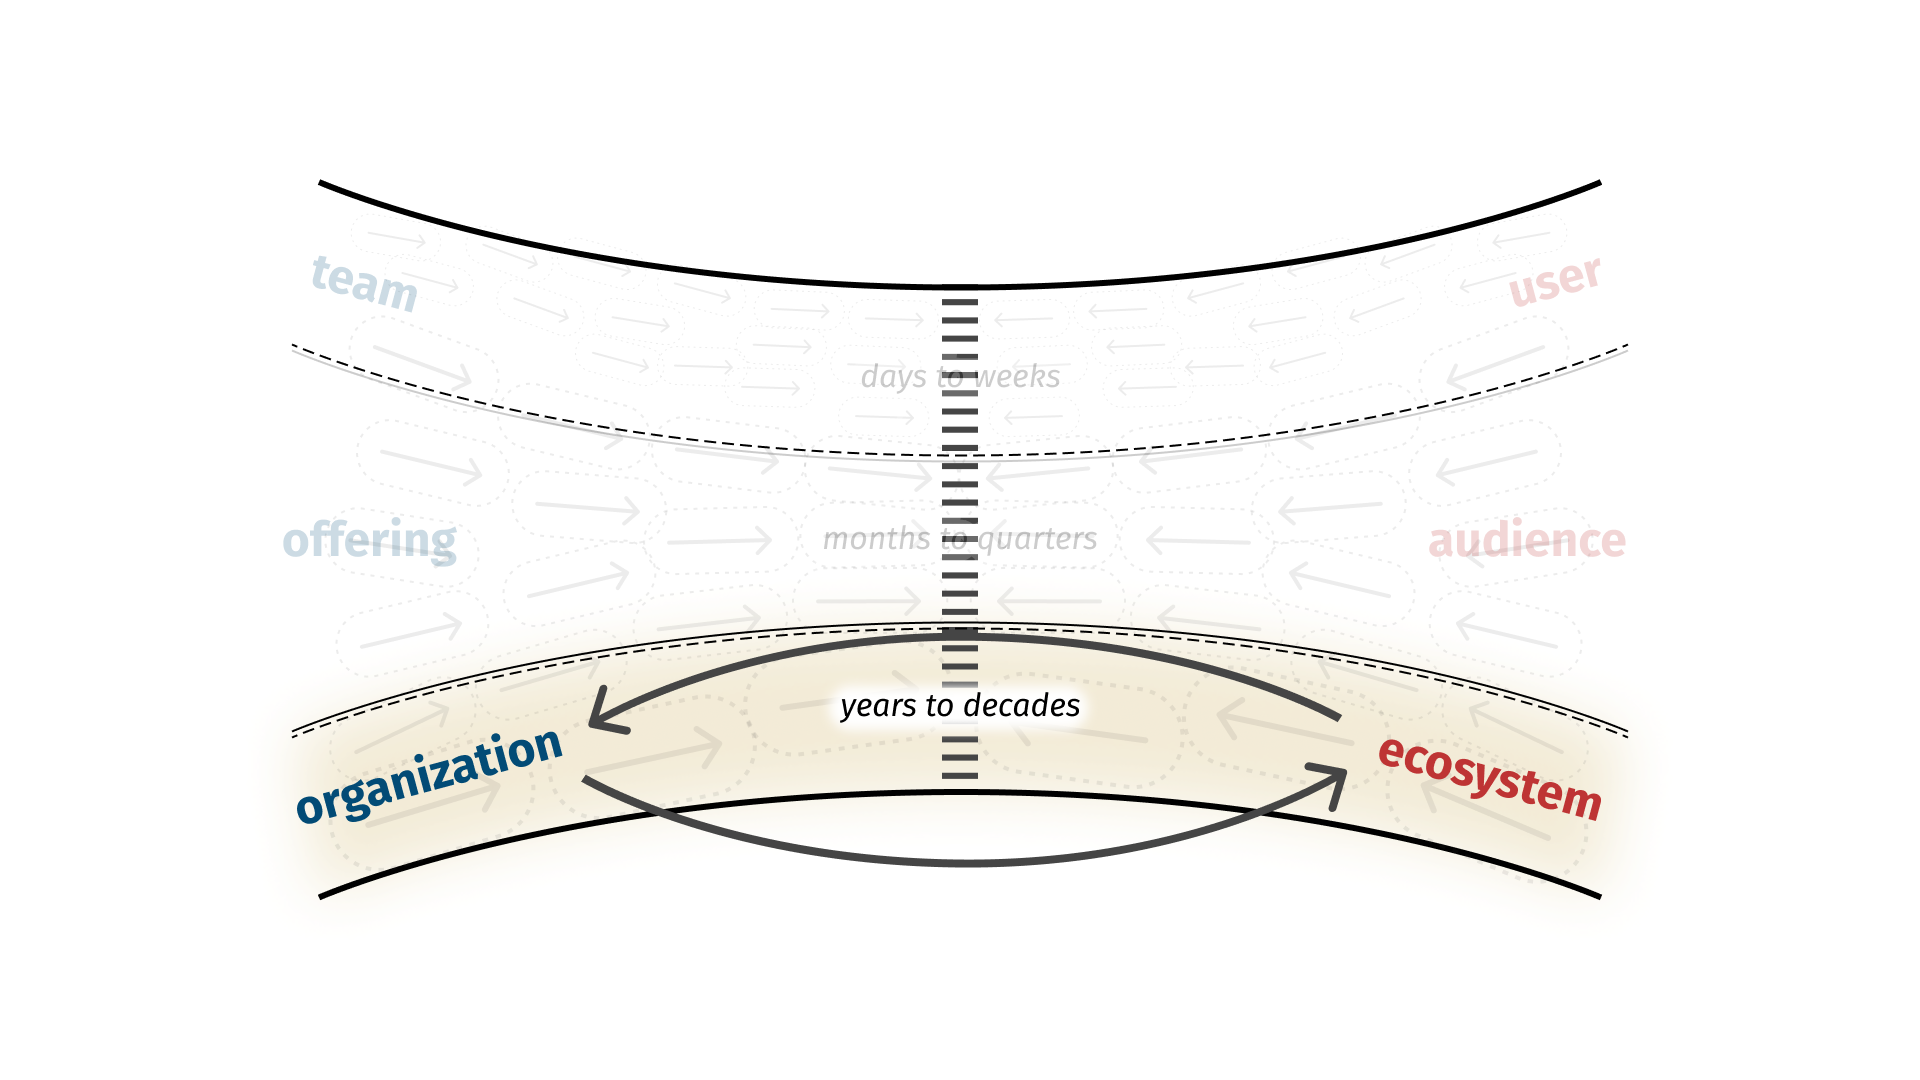 team
user
days to weeks
offering
months to quarters
audience
years to decades
organization
ecosystem